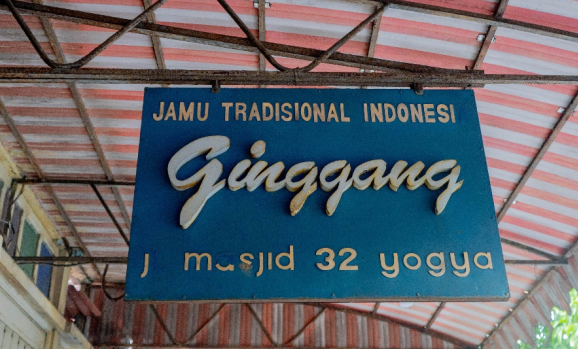 JAMU TRADISIONAL INDONESI
Ginggang
j masjid 32 yogya